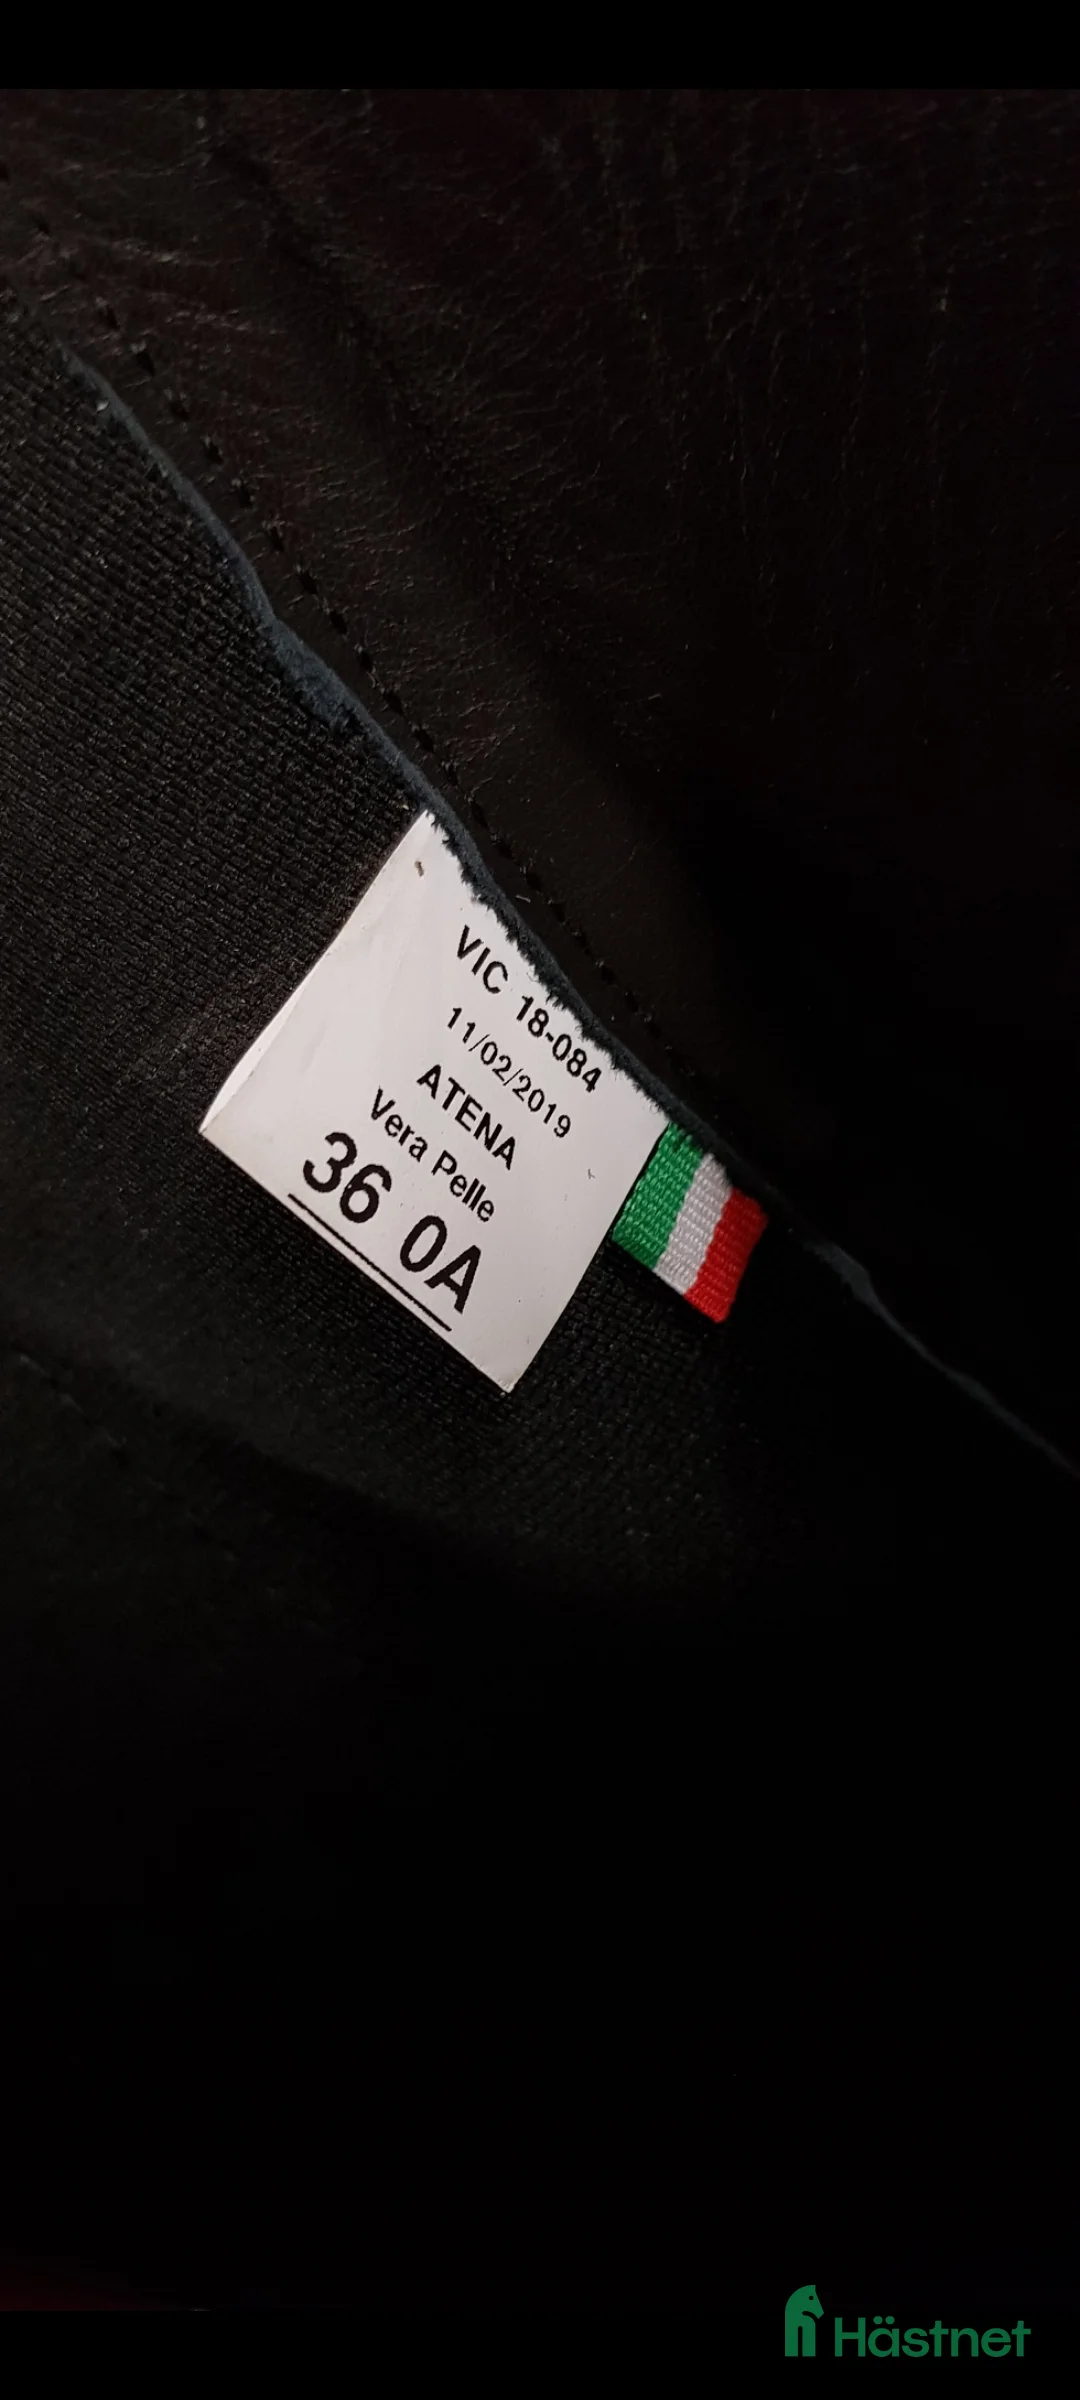 VIC 18-084
11/02/2019
ATENA
Vera Pelle
36 0A
Hästnet